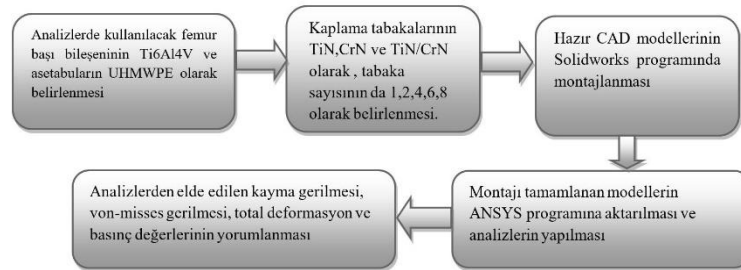 Analizlerde kullanılacak femur
başı bileşeninin Ti6Al4V ve
asetabuların UHMWPE olarak
belirlenmesi
Kaplama tabakalarının
TiN,CrN ve TiN/CrN
olarak , tabaka
sayısının da 1,2,4,6,8
olarak belirlenmesi.
Hazır CAD modellerinin
Solidworks programında
montajlanması
Montajı tamamlanan modellerin
ANSYS programına aktarılması ve
analizlerin yapılması
Analizlerden elde edilen kayma gerilmesi,
von-misses gerilmesi, total deformasyon ve
basınç değerlerinin yorumlanması